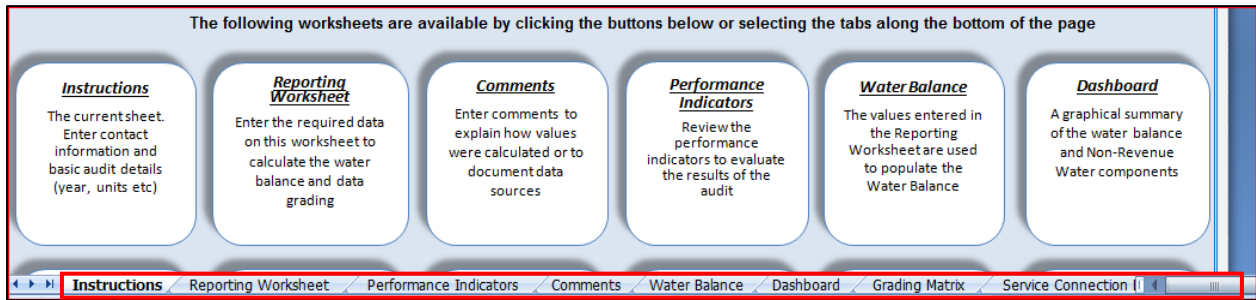 The following worksheets are available by clicking the buttons below or selecting the tabs along the bottom of the page
Instructions
The current sheet.
Enter contact
information and
basic audit details
(year, units etc)
Reporting
Worksheet
Enter the required data
on this worksheet to
calculate the water
balance and data
grading
Comments
Enter comments to
explain how values
were calculated or to
document data
sources
Performance
Indicators
Review the
performance
indicators to evaluate
the results of the
audit
Water Balance
The values entered in
the Reporting
Worksheet are used
to populate the
Water Balance
Dashboard
A graphical summary
of the water balance
and Non-Revenue
Water components
Instructions Reporting Worksheet Performance Indicators Comments Water Balance Dashboard Grading Matrix Service Connection